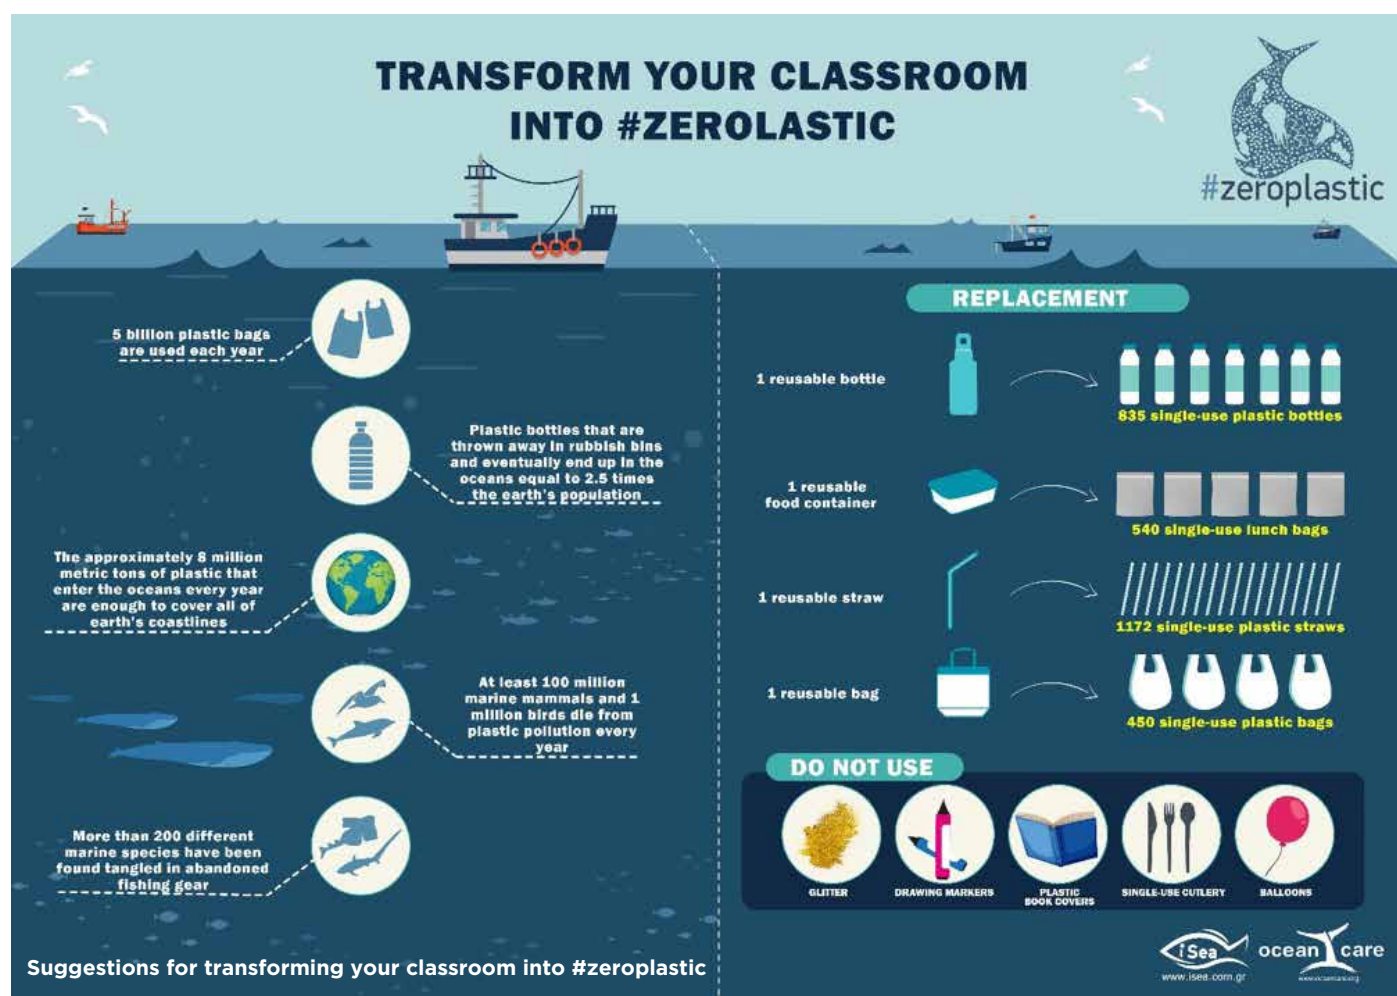 TRANSFORM YOUR CLASSROOM
INTO #ZEROLASTIC
#zeroplastic
5 billion plastic bags
are used each year
Plastic bottles that are
thrown away in rubbish bins
and eventually end up in the
oceans equal to 2.5 times
the earth's population
The approximately 8 million
metric tons of plastic that
enter the oceans every year
are enough to cover all of
earth's coastlines
At least 100 million
marine mammals and 1
million birds die from
plastic pollution every
year
More than 200 different
marine species have been
found tangled in abandoned
fishing gear
Suggestions for transforming your classroom into #zeroplastic
REPLACEMENT
1 reusable bottle
835 single-use plastic bottles
1 reusable
food container
540 single-use lunch bags
1 reusable straw
1172 single-use plastic straws
1 reusable bag
450 single-use plastic bags
DO NOT USE
GLITTER
DRAWING MARKERS
PLASTIC
BOOK COVERS
SINGLE-USE CUTLERY
BALLOONS
iSea
www.isea.com.gr
ocean care
www.oceancare.org